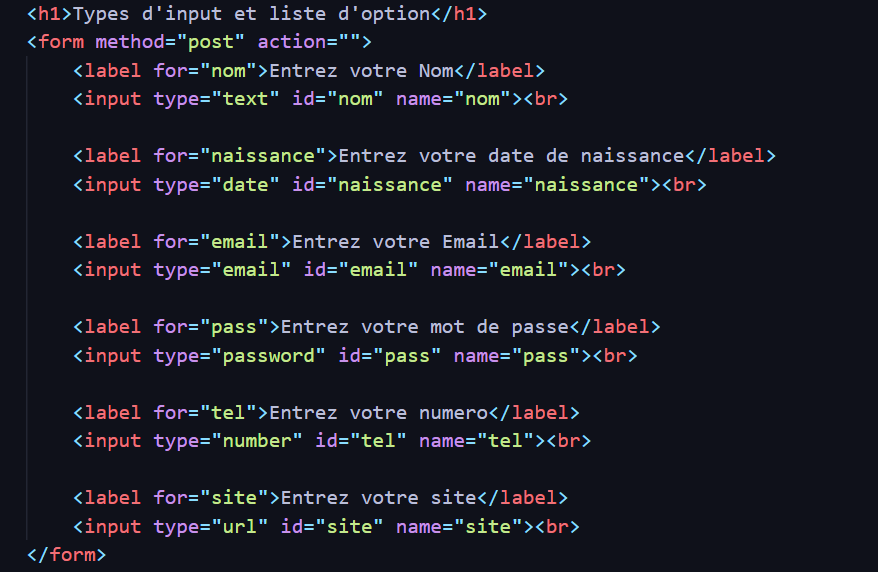 <h1>Types d'input et liste d'option</h1>
<form method="post" action="">
<label for="nom">Entrez votre Nom</label>
<input type="text" id="nom" name="nom"><br>
<label for="naissance">Entrez votre date de naissance</label>
<input type="date" id="naissance" name="naissance"><br>
<label for="email">Entrez votre Email</label>
<input type="email" id="email" name="email"><br>
<label for="pass">Entrez votre mot de passe</label>
<input type="password" id="pass" name="pass"><br>
<label for="tel">Entrez votre numero</label>
<input type="number" id="tel" name="tel"><br>
<label for="site">Entrez votre site</label>
<input type="url" id="site" name="site"><br>
</form>